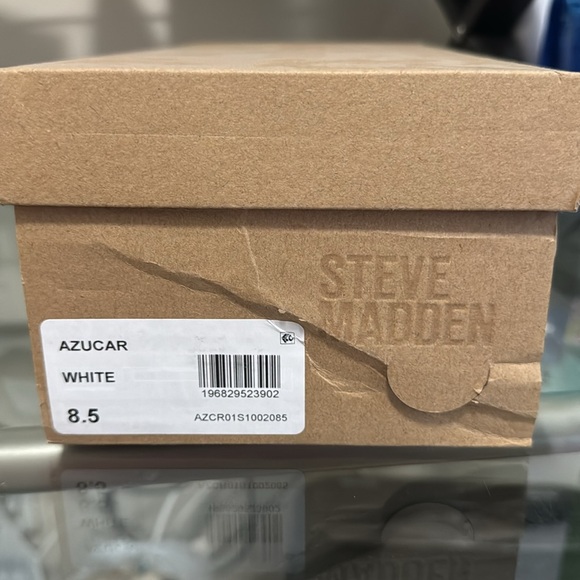 STEVE
MADDEN
AZUCAR
WHITE
196829523902
8.5
AZCR01S1002085